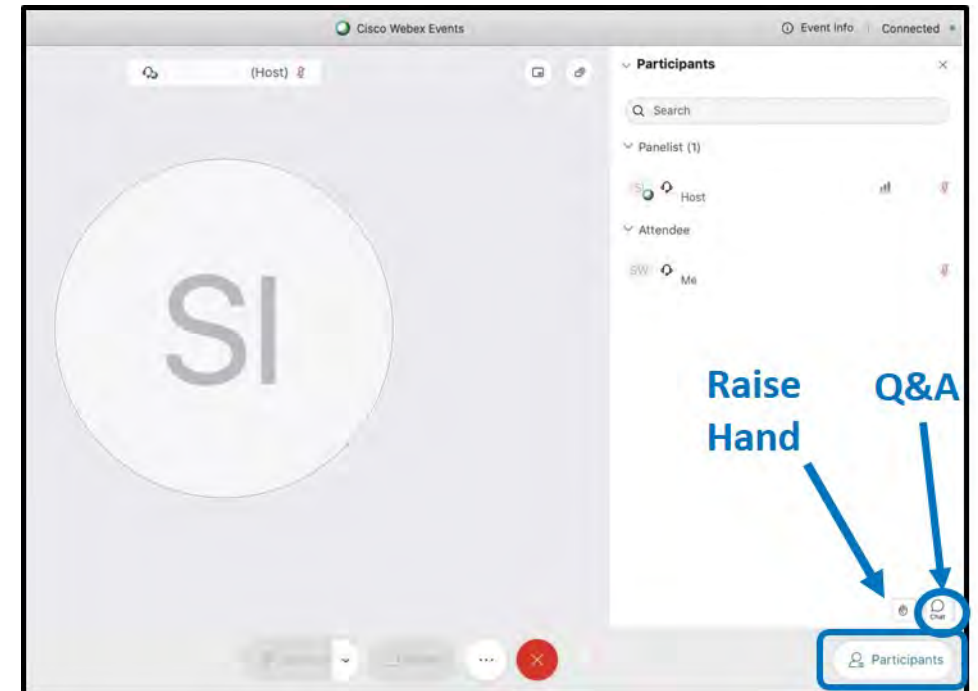 Cisco Webex Events
Event Info
Connected
(Host)
Participants
Search
Panelist (1)
SI
Host
Attendee
SW
Me
SI
Raise
Hand
Q&A
Chat
Participants